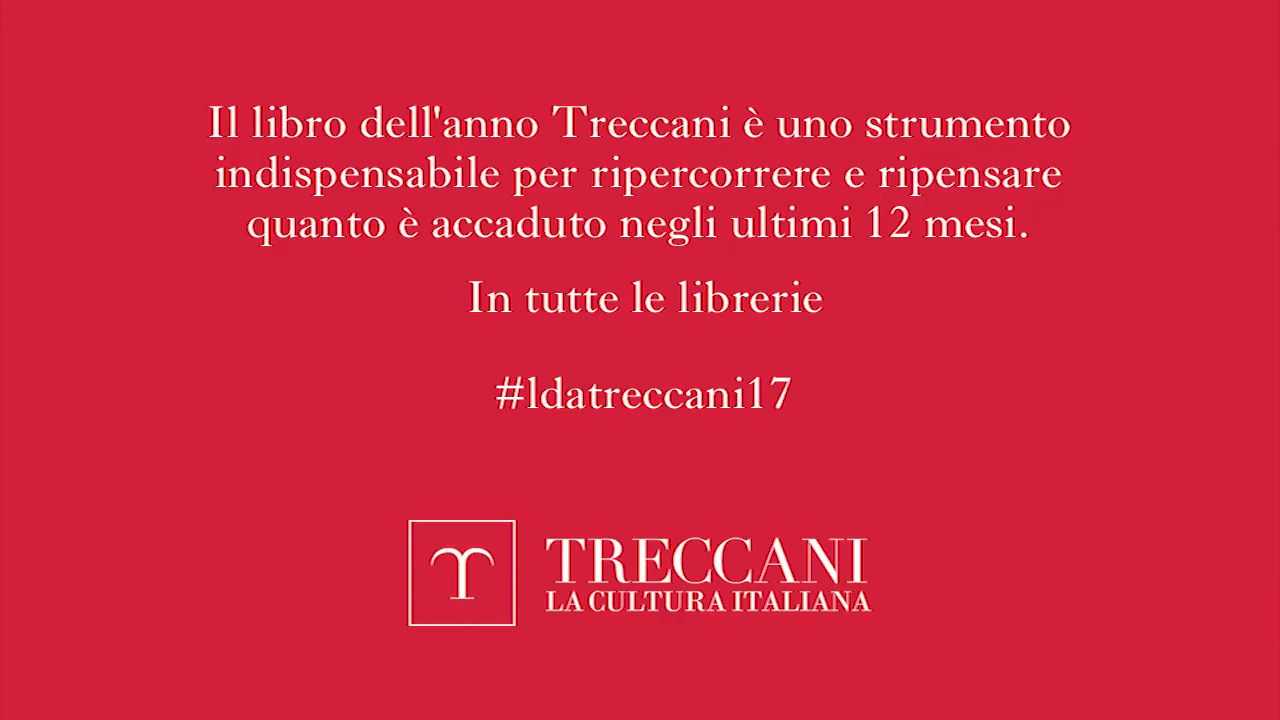 Il libro dell'anno Treccani è uno strumento
indispensabile per ripercorrere e ripensare
quanto è accaduto negli ultimi 12 mesi.
In tutte le librerie
#ldatreccani17
TRECCANI
LA CULTURA ITALIANA